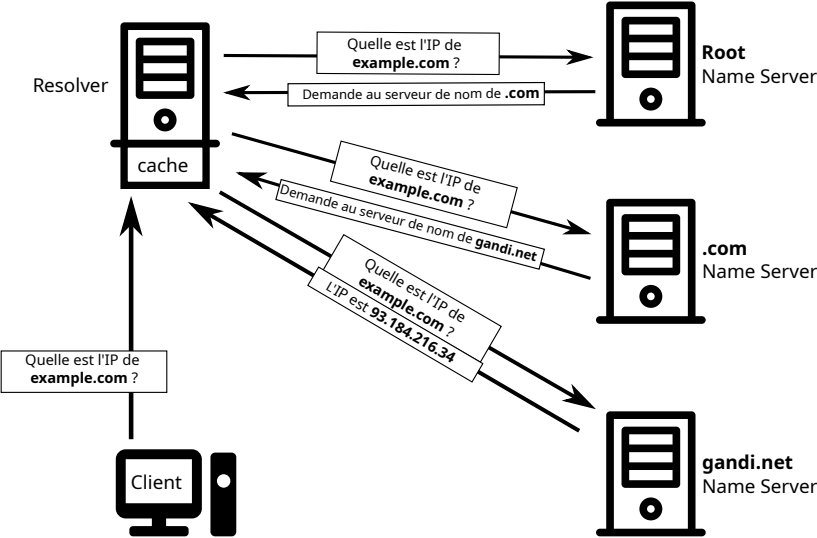 Quelle est l'IP de
example.com ?
Root
Name Server
Resolver
Demande au serveur de nom de .com
cache
Quelle est l'IP de
example.com ?
Demande au serveur de nom de gandi.net
.com
Name Server
Quelle est l'IP de
example.com ?
L'IP est 93.184.216.34
Quelle est l'IP de
example.com ?
gandi.net
Name Server
Client